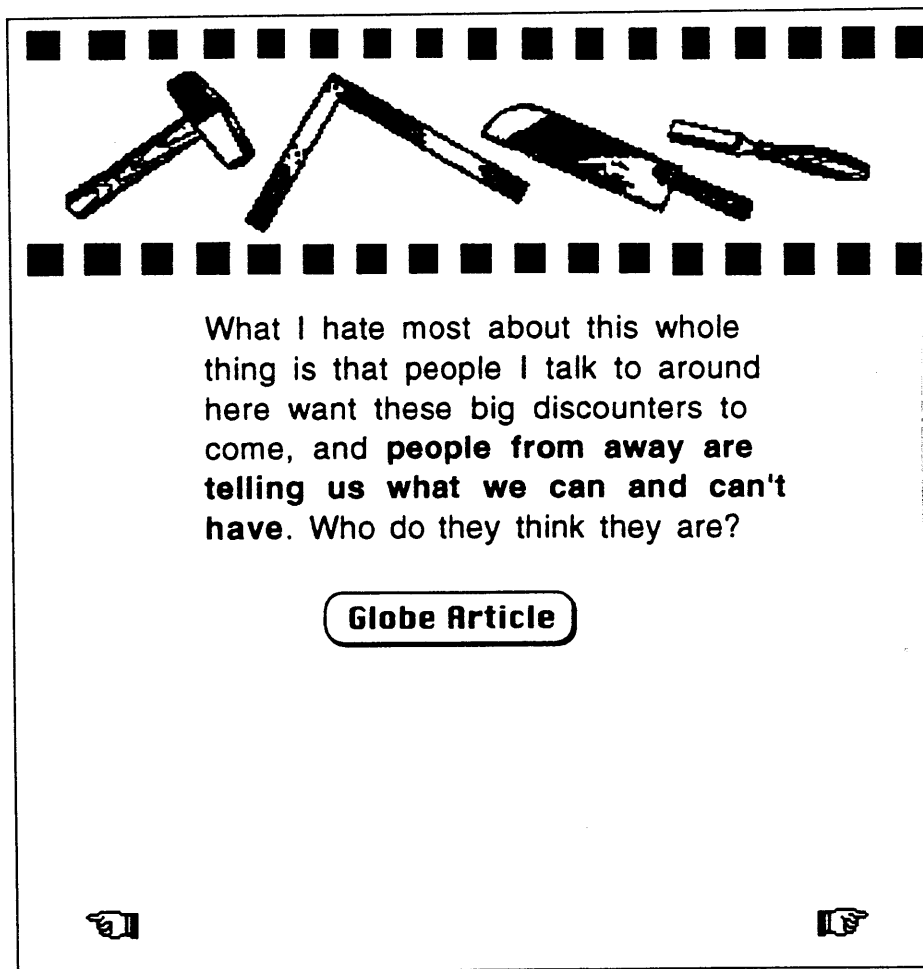 What I hate most about this whole
thing is that people I talk to around
here want these big discounters to
come, and people from away are
telling us what we can and can't
have. Who do they think they are?
Globe Article